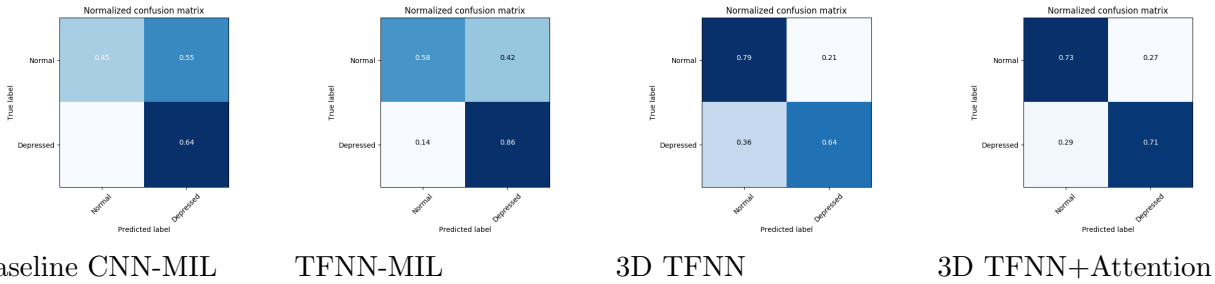 Normalized confusion matrix
True label
Normal
0.45 0.55
Depressed
0.64
Normal Depressed
Predicted label
aseline CNN-MIL
Normalized confusion matrix
True label
Normal
0.58 0.42
Depressed
0.14 0.86
Normal Depressed
Predicted label
TFNN-MIL
Normalized confusion matrix
True label
Normal
0.79 0.21
Depressed
0.36 0.64
Normal Depressed
Predicted label
3D TFNN
Normalized confusion matrix
True label
Normal
0.73 0.27
Depressed
0.29 0.71
Normal Depressed
Predicted label
3D TFNN+Attention